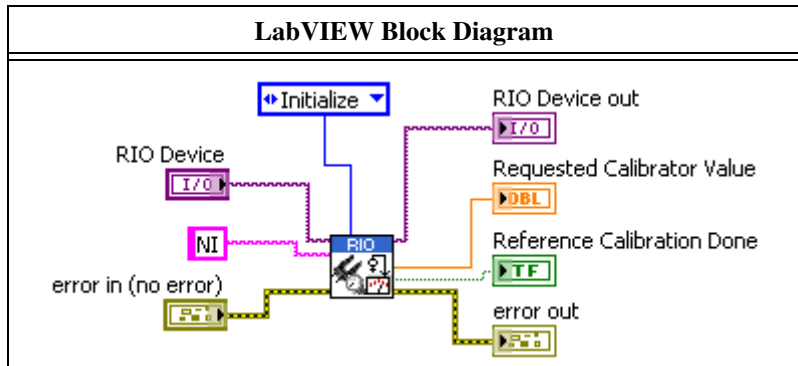 LabVIEW Block Diagram
Initialize
RIO Device out
I/O
RIO Device
I/O
Requested Calibrator Value
DBL
NI
RIO
Reference Calibration Done
TF
error in (no error)
error out